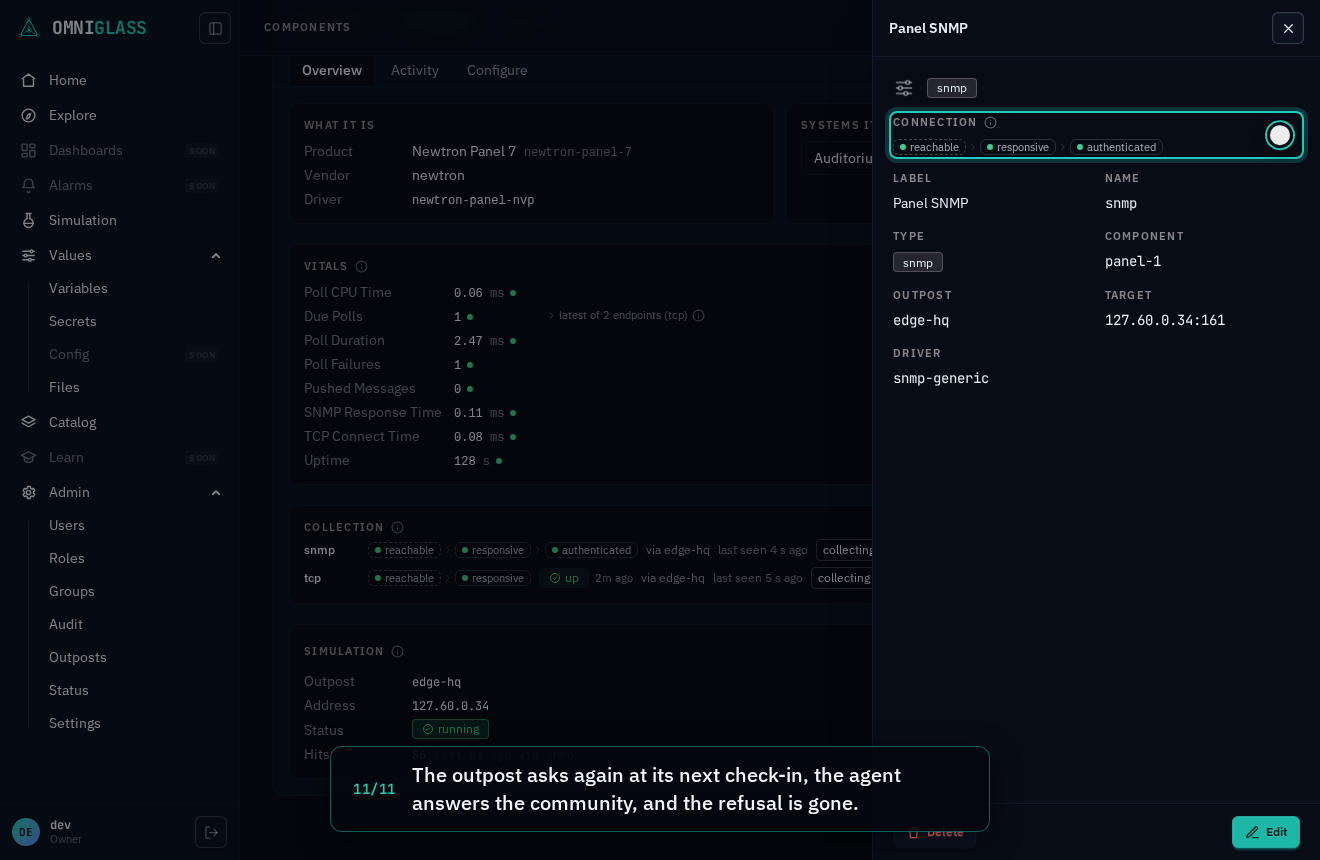 OMNIGLASS
Home
Explore
Dashboards SOON
Alarms SOON
Simulation
Values
Variables
Secrets
Config SOON
Files
Catalog
Learn SOON
Admin
Users
Roles
Groups
Audit
Outposts
Status
Settings
DE dev
Owner
COMPONENTS
Overview Activity Configure
WHAT IT IS
Product Newtron Panel 7 newtron-panel-7
Vendor newtron
Driver newtron-panel-nvp
SYSTEMS
VITALS
Poll CPU Time 0.06 ms
Due Polls 1 latest of 2 endpoints (tcp)
Poll Duration 2.47 ms
Poll Failures 1
Pushed Messages 0
SNMP Response Time 0.11 ms
TCP Connect Time 0.08 ms
Uptime 128 s
COLLECTION
snmp reachable responsive authenticated via edge-hq last seen 4 s ago collecting
tcp reachable responsive up 2m ago via edge-hq last seen 5 s ago collecting
SIMULATION
Outpost edge-hq
Address 127.60.0.34
Status running
Hits
11/11 The outpost asks again at its next check-in, the agent
answers the community, and the refusal is gone.
Panel SNMP
snmp
CONNECTION
reachable responsive authenticated
LABEL NAME
Panel SNMP snmp
TYPE COMPONENT
snmp panel-1
OUTPOST TARGET
edge-hq 127.60.0.34:161
DRIVER
snmp-generic
Delete
Edit